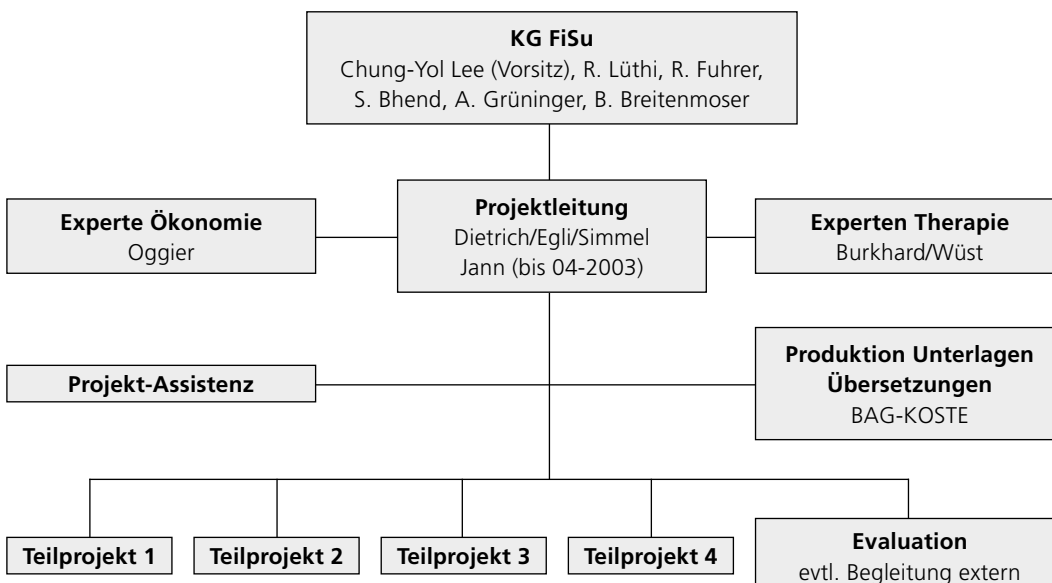 KG FiSu
Chung-Yol Lee (Vorsitz), R. Lüthi, R. Fuhrer,
S. Bhend, A. Grüninger, B. Breitenmoser
Experte Ökonomie
Oggier
Projektleitung
Dietrich/Egli/Simmel
Jann (bis 04-2003)
Experten Therapie
Burkhard/Wüst
Projekt-Assistenz
Produktion Unterlagen
Übersetzungen
BAG-KOSTE
Teilprojekt 1
Teilprojekt 2
Teilprojekt 3
Teilprojekt 4
Evaluation
evtl. Begleitung extern